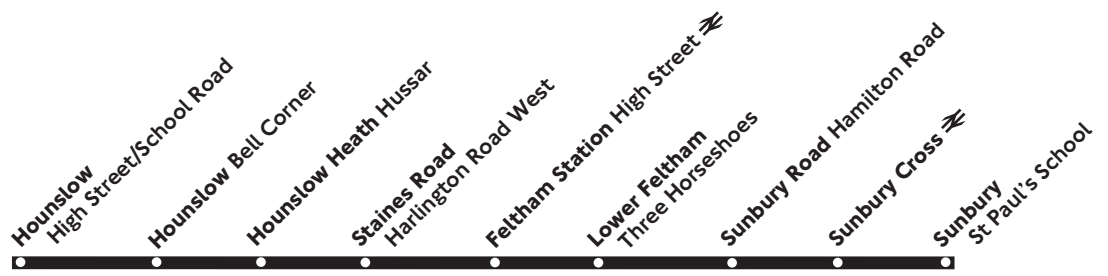 Hounslow
High Street/School Road
Hounslow Bell Corner
Hounslow Heath Hussar
Staines Road
Harlington Road West
Feltham Station High Street
Lower Feltham
Three Horseshoes
Sunbury Road Hamilton Road
Sunbury Cross
Sunbury
St Paul's School